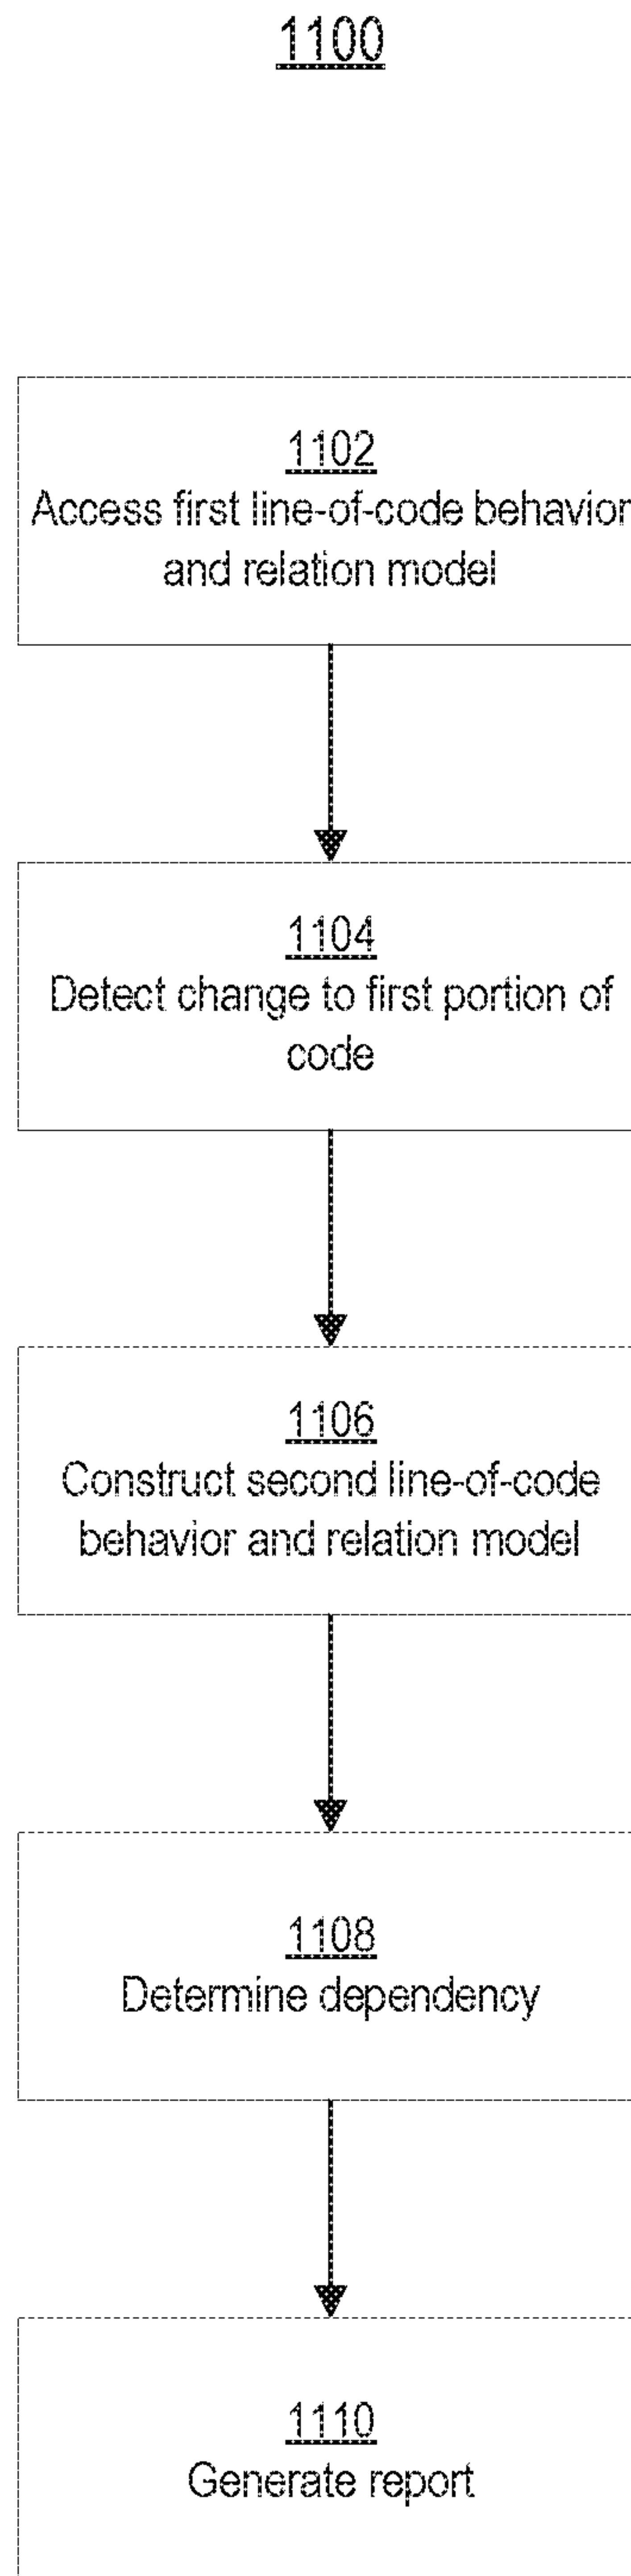 1100
1102
Access first line-of-code behavior
and relation model
1104
Detect change to first portion of
code
1106
Construct second line-of-code
behavior and relation model
1108
Determine dependency
1110
Generate report